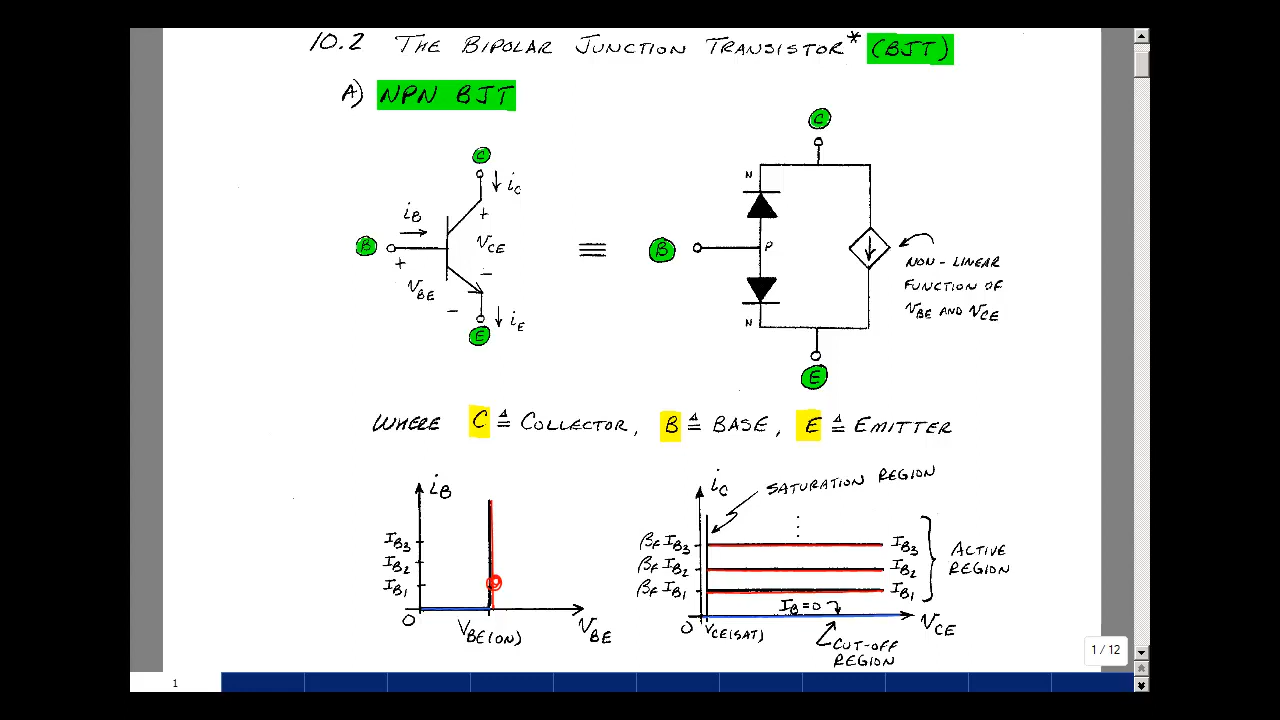 10.2 THE BIPOLAR JUNCTION TRANSISTOR* (BJT)
A) NPN BJT
C
iC
+
iB
B
VCE
+
−
VBE
−
iE
E
≡
C
N
B
P
N
E
NON-LINEAR
FUNCTION OF
VBE AND VCE
WHERE C ≜ COLLECTOR, B ≜ BASE, E ≜ EMITTER
iB
IB3
IB2
IB1
0
VBE(ON)
VBE
iC
SATURATION REGION
βF IB3
βF IB2
βF IB1
0
VCE(SAT)
IB3
IB2
IB1
IB=0
VCE
ACTIVE
REGION
CUT-OFF
REGION
1 / 12
1